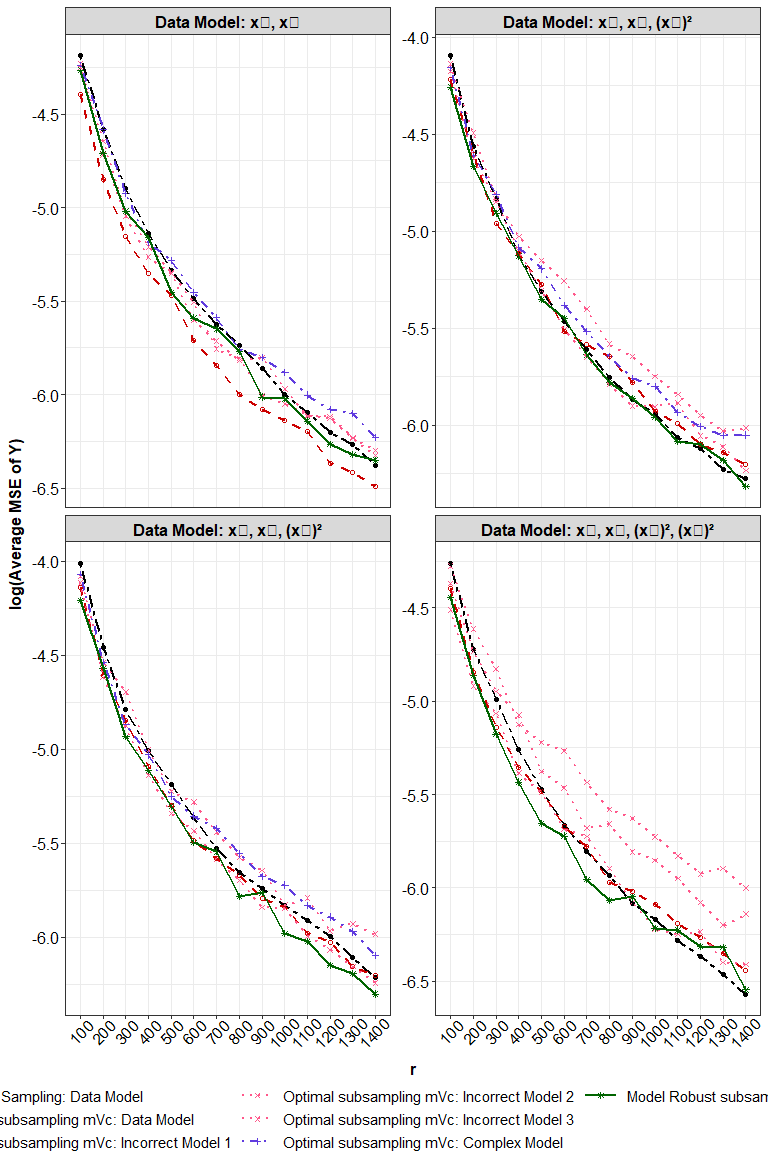 Data Model: x▯, x▯
Data Model: x▯, x▯, (x▯)²
-4.5
-5.0
-5.5
-6.0
-6.5
-4.0
-4.5
-5.0
-5.5
-6.0
Data Model: x▯, x▯, (x▯)²
Data Model: x▯, x▯, (x▯)², (x▯)²
-4.0
-4.5
-5.0
-5.5
-6.0
-4.5
-5.0
-5.5
-6.0
-6.5
log(Average MSE of Y)
100 200 300 400 500 600 700 800 900 1000 1100 1200 1300 1400
100 200 300 400 500 600 700 800 900 1000 1100 1200 1300 1400
r
Sampling: Data Model
Optimal subsampling mVc: Incorrect Model 2
Model Robust subsam
subsampling mVc: Data Model
Optimal subsampling mVc: Incorrect Model 3
subsampling mVc: Incorrect Model 1
Optimal subsampling mVc: Complex Model